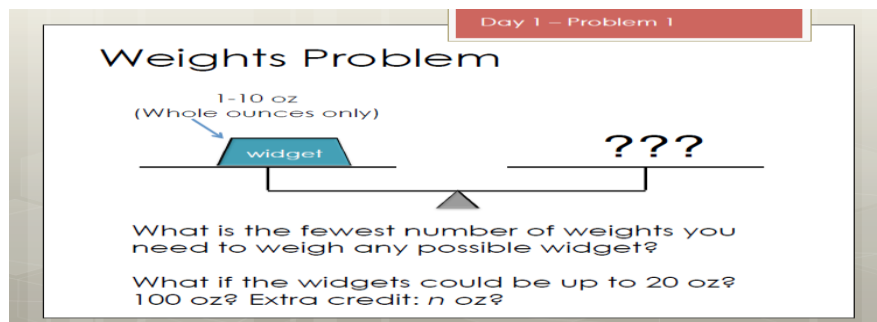 Day 1 – Problem 1
Weights Problem
1-10 oz
(Whole ounces only)
widget
???
What is the fewest number of weights you
need to weigh any possible widget?
What if the widgets could be up to 20 oz?
100 oz? Extra credit: n oz?